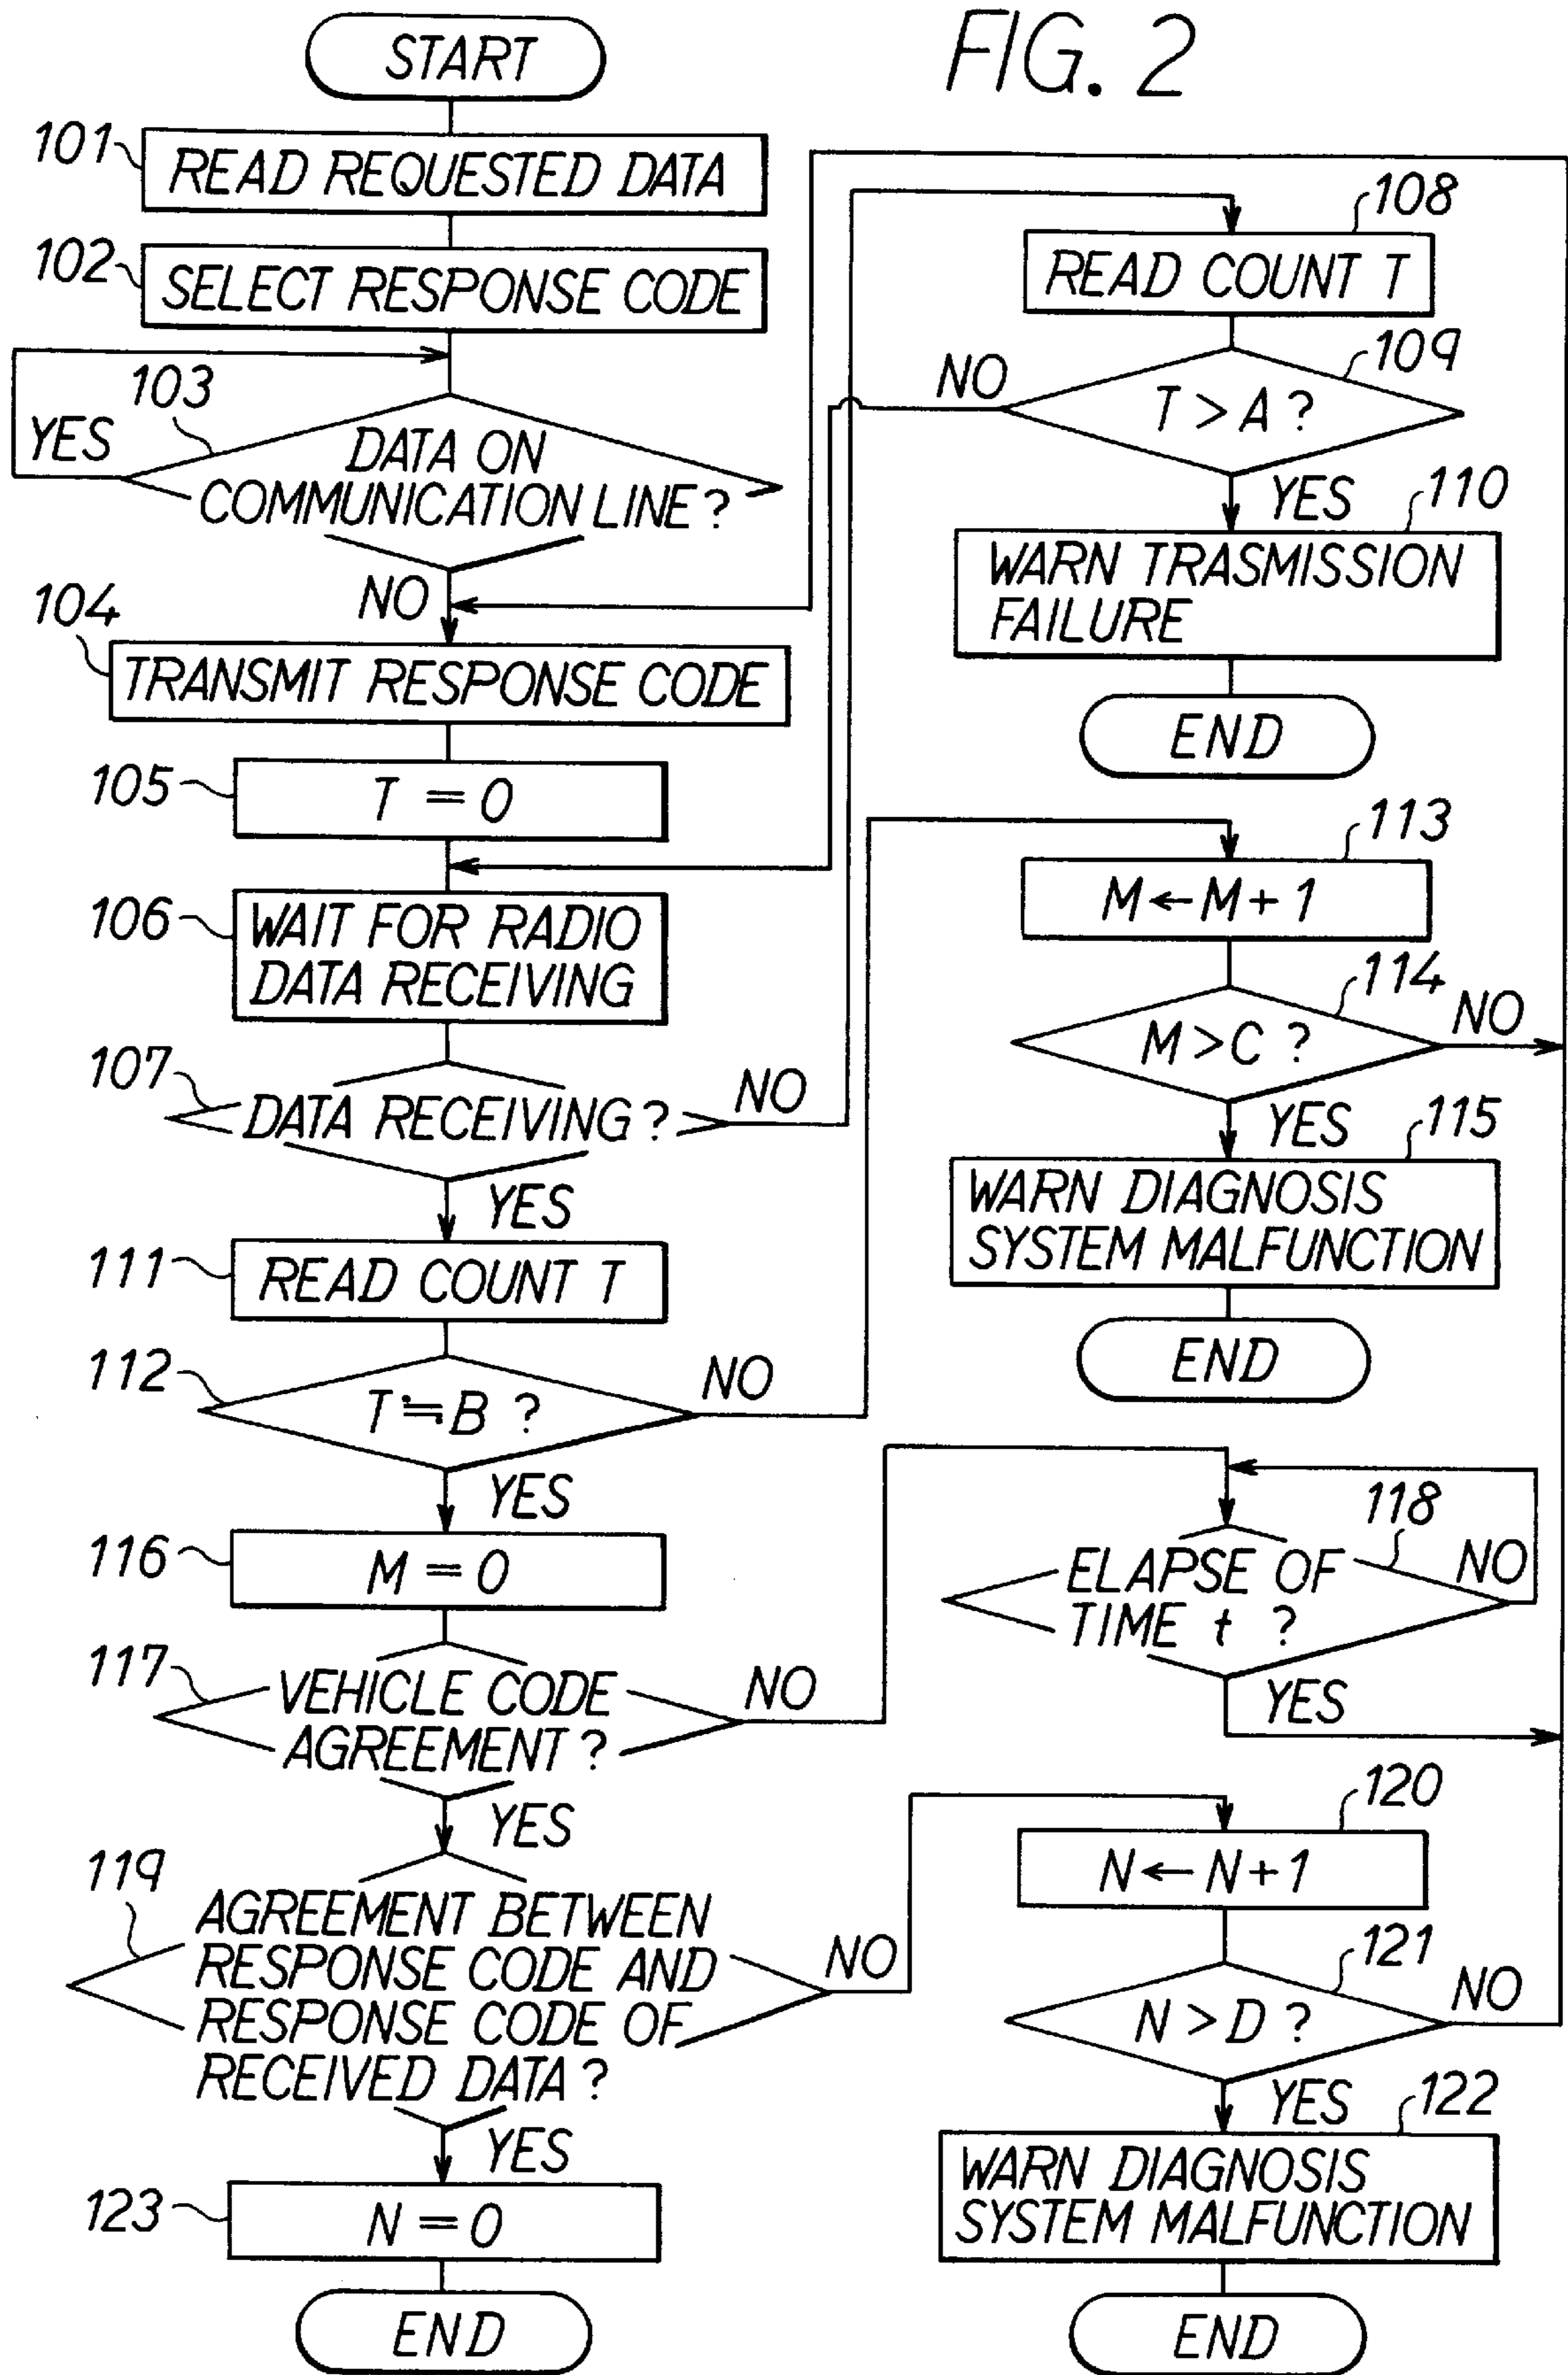 FIG. 2
START
101
READ REQUESTED DATA
102
SELECT RESPONSE CODE
103
YES
DATA ON
COMMUNICATION LINE?
NO
104
TRANSMIT RESPONSE CODE
105
T = 0
106
WAIT FOR RADIO
DATA RECEIVING
107
DATA RECEIVING?
NO
YES
108
READ COUNT T
109
NO
T > A ?
YES
110
WARN TRASMISSION
FAILURE
END
111
READ COUNT T
112
T ≒ B ?
NO
YES
113
M ← M + 1
114
M > C ?
NO
YES
115
WARN DIAGNOSIS
SYSTEM MALFUNCTION
END
116
M = 0
117
VEHICLE CODE
AGREEMENT?
NO
YES
118
ELAPSE OF
TIME t ?
NO
YES
119
AGREEMENT BETWEEN
RESPONSE CODE AND
RESPONSE CODE OF
RECEIVED DATA?
NO
YES
120
N ← N + 1
121
N > D ?
NO
YES
122
WARN DIAGNOSIS
SYSTEM MALFUNCTION
END
123
N = 0
END